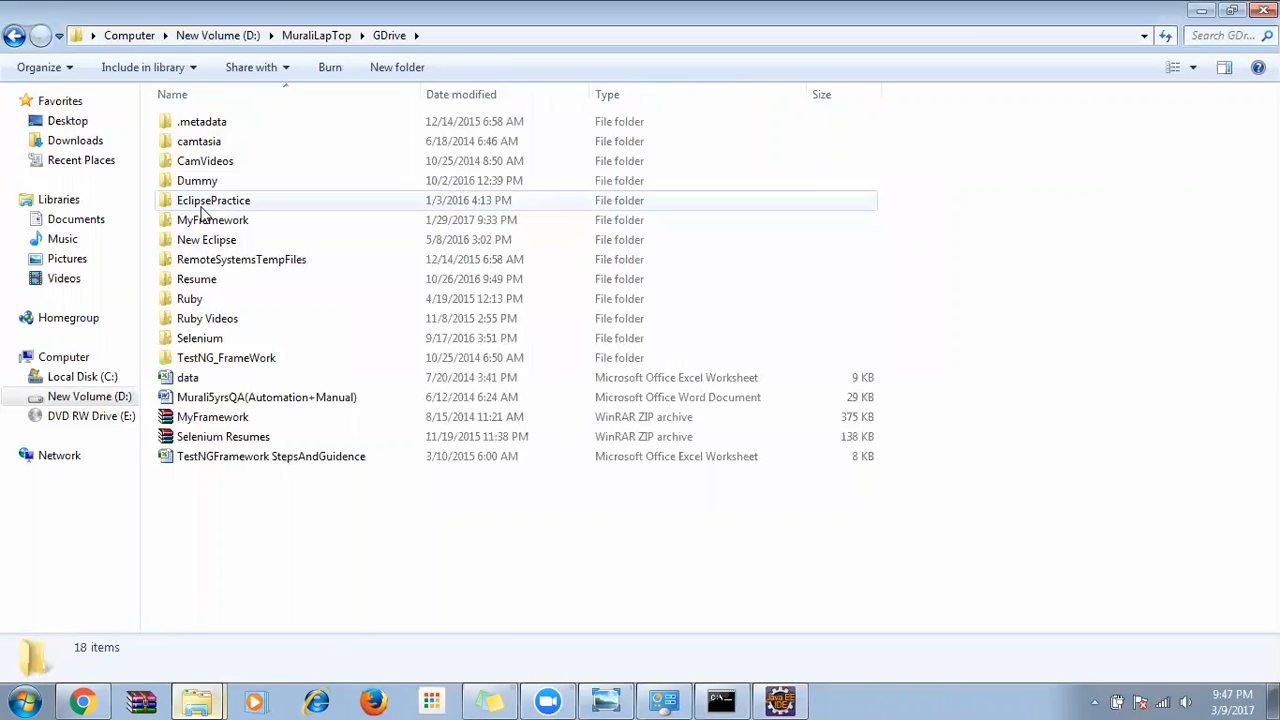 Computer ▸ New Volume (D:) ▸ MuraliLapTop ▸ GDrive ▸
Search GDr...
Organize Include in library Share with Burn New folder
Name Date modified Type Size
Favorites
Desktop
Downloads
Recent Places
Libraries
Documents
Music
Pictures
Videos
Homegroup
Computer
Local Disk (C:)
New Volume (D:)
DVD RW Drive (E:)
Network
.metadata 12/14/2015 6:58 AM File folder
camtasia 6/18/2014 6:46 AM File folder
CamVideos 10/25/2014 8:50 AM File folder
Dummy 10/2/2016 12:39 PM File folder
EclipsePractice 1/3/2016 4:13 PM File folder
MyFramework 1/29/2017 9:33 PM File folder
New Eclipse 5/8/2016 3:02 PM File folder
RemoteSystemsTempFiles 12/14/2015 6:58 AM File folder
Resume 10/26/2016 9:49 PM File folder
Ruby 4/19/2015 12:13 PM File folder
Ruby Videos 11/8/2015 2:55 PM File folder
Selenium 9/17/2016 3:51 PM File folder
TestNG_FrameWork 10/25/2014 6:50 AM File folder
data 7/20/2014 3:41 PM Microsoft Office Excel Worksheet 9 KB
Murali5yrsQA(Automation+Manual) 6/12/2014 6:24 AM Microsoft Office Word Document 29 KB
MyFramework 8/15/2014 11:21 AM WinRAR ZIP archive 375 KB
Selenium Resumes 11/19/2015 11:38 PM WinRAR ZIP archive 138 KB
TestNGFramework StepsAndGuidence 3/10/2015 6:00 AM Microsoft Office Excel Worksheet 8 KB
18 items
Java EE
IDE
9:47 PM
3/9/2017